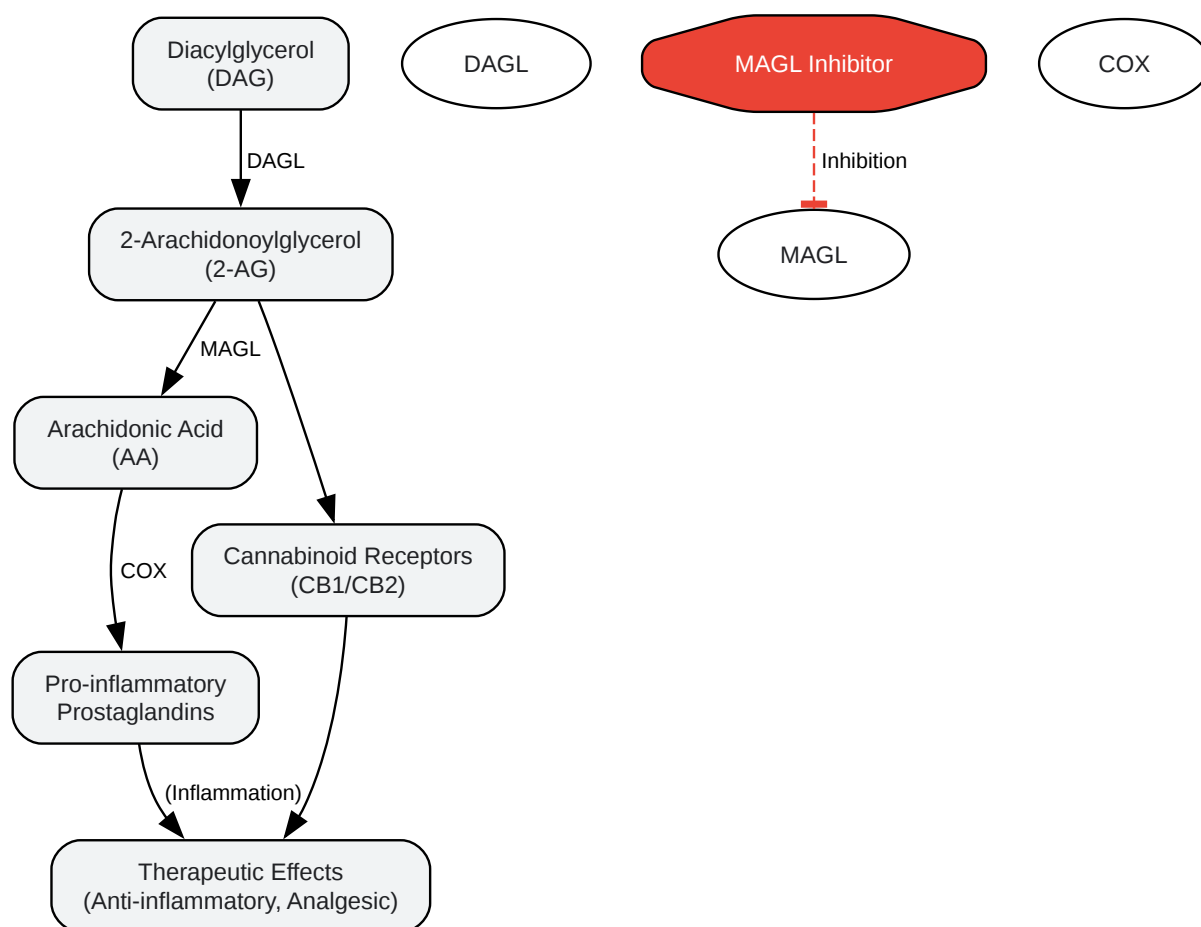 Diacylglycerol
(DAG)
DAGL
MAGL Inhibitor
COX
DAGL
Inhibition
2-Arachidonoylglycerol
(2-AG)
MAGL
MAGL
Arachidonic Acid
(AA)
Cannabinoid Receptors
(CB1/CB2)
COX
Pro-inflammatory
Prostaglandins
(Inflammation)
Therapeutic Effects
(Anti-inflammatory, Analgesic)